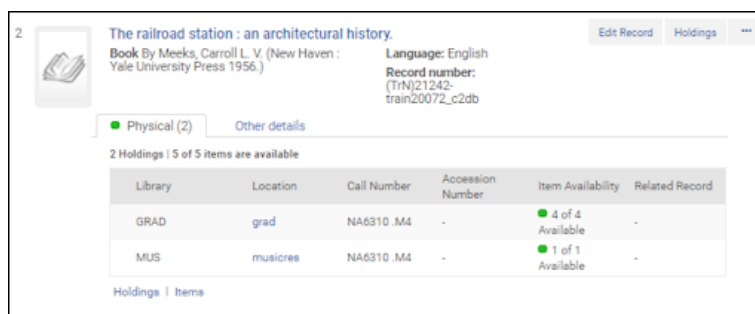 2
The railroad station : an architectural history.
Edit Record Holdings ...
Book By Meeks, Carroll L. V. (New Haven :
Yale University Press 1956.)
Language: English
Record number:
(TrN)21242-
train20072_c2db
Physical (2) Other details
2 Holdings | 5 of 5 items are available
Library Location Call Number Accession Number Item Availability Related Record
GRAD grad NA6310 .M4 - 4 of 4 Available -
MUS musicres NA6310 .M4 - 1 of 1 Available -
Holdings | Items